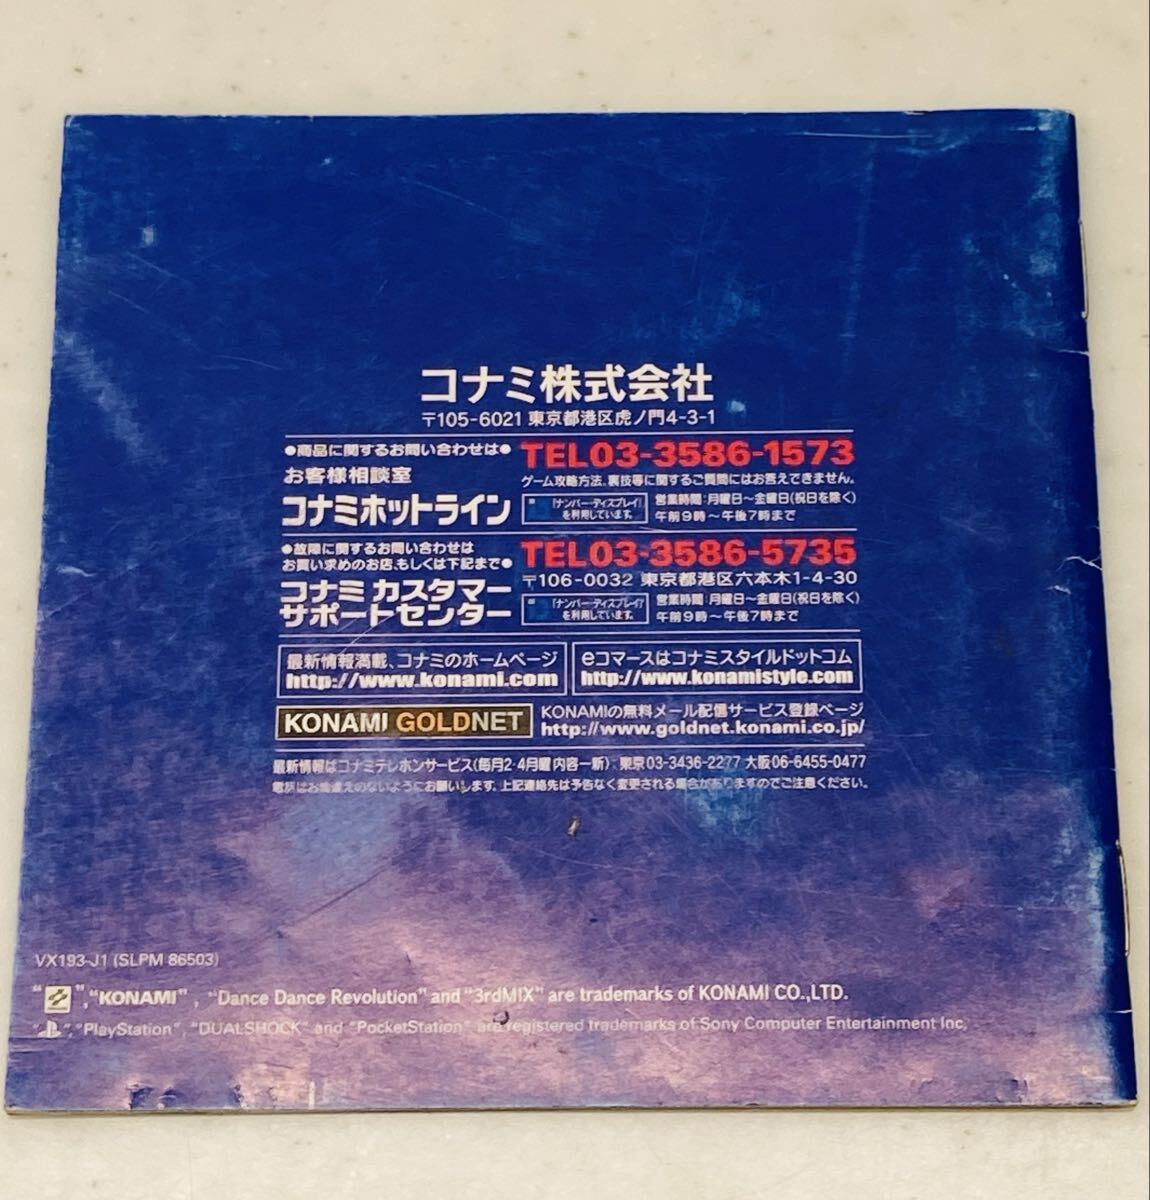 コナミ株式会社
〒105-6021 東京都港区虎ノ門4-3-1
●商品に関するお問い合わせは●
お客様相談室
コナミホットライン
TEL03-3586-1573
ゲーム攻略方法、裏技等に関するご質問にはお答えできません。
「ナンバー・ディスプレイ」
を利用しています。
営業時間:月曜日〜金曜日(祝日を除く)
午前9時〜午後7時まで
●故障に関するお問い合わせは
お買い求めのお店、もしくは下記まで●
コナミ カスタマー
サポートセンター
TEL03-3586-5735
〒106-0032 東京都港区六本木1-4-30
「ナンバー・ディスプレイ」
を利用しています。
営業時間:月曜日〜金曜日(祝日を除く)
午前9時〜午後7時まで
最新情報満載、コナミのホームページ
http://www.konami.com
eコマースはコナミスタイルドットコム
http://www.konamistyle.com
KONAMI GOLDNET
KONAMIの無料メール配信サービス登録ページ
http://www.goldnet.konami.co.jp/
最新情報はコナミテレホンサービス(毎月2・4月曜内容一新):東京03-3436-2277 大阪06-6455-0477
電話はお間違えのないようにお願いします。上記連絡先は予告なく変更される場合がありますのでご注意ください。
VX193-J1 (SLPM 86503)
" ","KONAMI", "Dance Dance Revolution" and "3rdMIX" are trademarks of KONAMI CO.,LTD.
" ","PlayStation", "DUALSHOCK" and "PocketStation" are registered trademarks of Sony Computer Entertainment Inc.